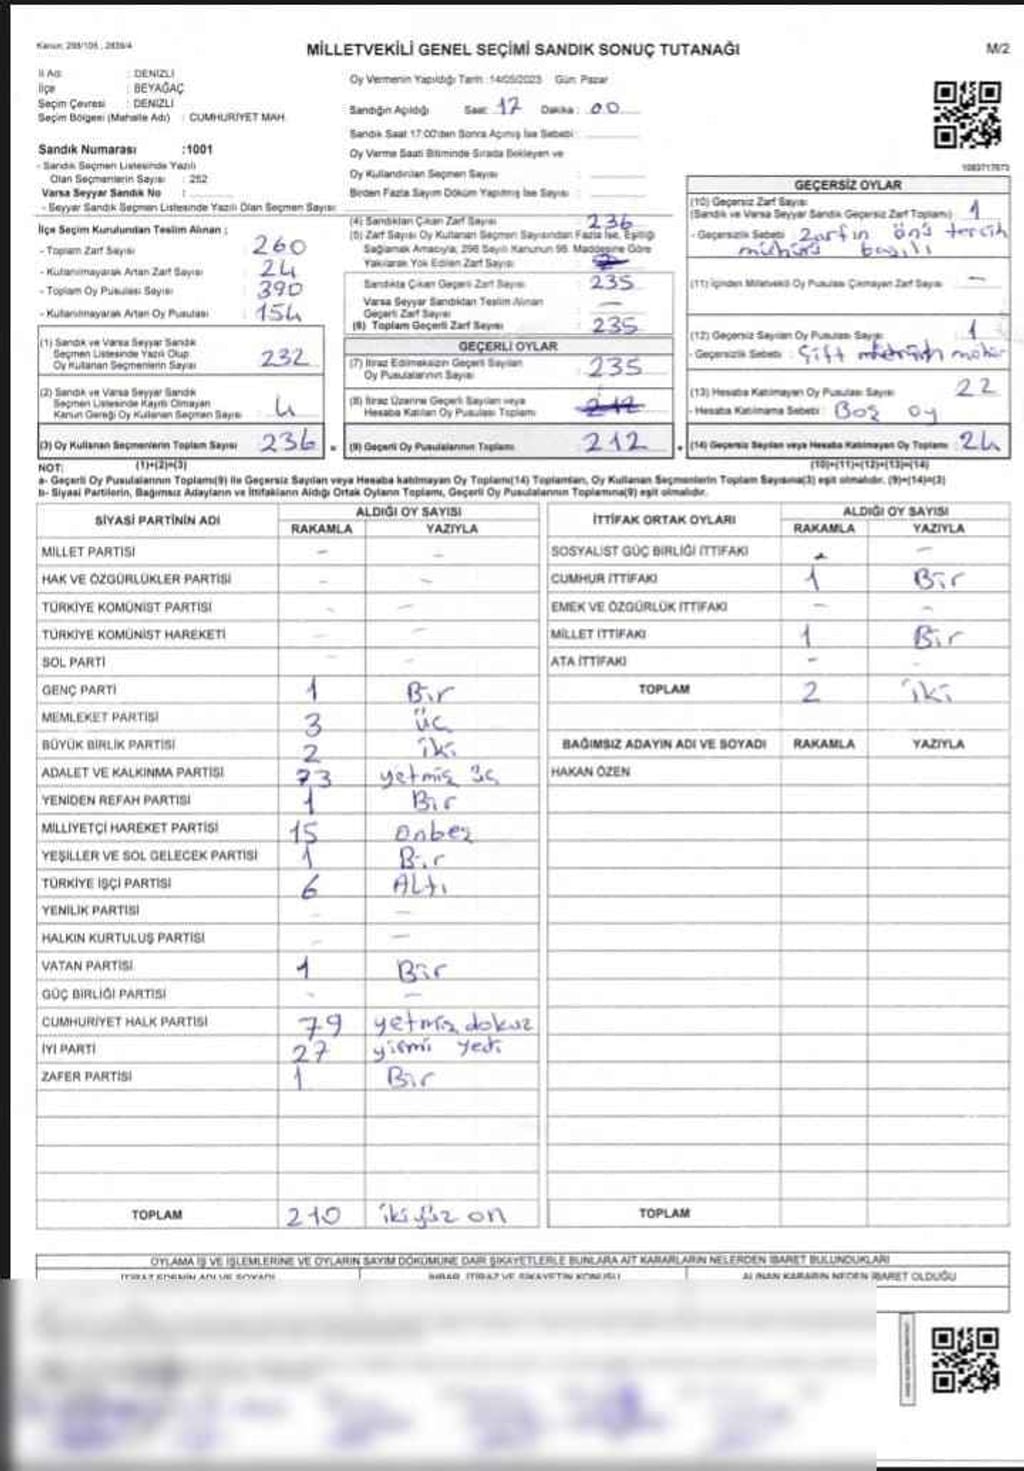 Kanun: 298/105 , 2839/4
MİLLETVEKİLİ GENEL SEÇİMİ SANDIK SONUÇ TUTANAĞI
M/2
İl Adı : DENİZLİ
İlçe : BEYAĞAÇ
Seçim Çevresi : DENİZLİ
Seçim Bölgesi (Mahalle Adı) : CUMHURİYET MAH.
Sandık Numarası :1001
- Sandık Seçmen Listesinde Yazılı
Olan Seçmenlerin Sayısı : 252
Varsa Seyyar Sandık No :
- Seyyar Sandık Seçmen Listesinde Yazılı Olan Seçmen Sayısı:
Oy Vermenin Yapıldığı Tarih :14/05/2023 Gün: Pazar
Sandığın Açıldığı Saat: 17 Dakika : 00
Sandık Saat 17:00'den Sonra Açılmış İse Sebebi :
Oy Verme Saati Bitiminde Sırada Bekleyen ve
Oy Kullandırılan Seçmen Sayısı :
Birden Fazla Sayım Döküm Yapılmış İse Sayısı :
İlçe Seçim Kurulundan Teslim Alınan ;
- Toplam Zarf Sayısı : 260
- Kullanılmayarak Artan Zarf Sayısı : 24
- Toplam Oy Pusulası Sayısı : 390
- Kullanılmayarak Artan Oy Pusulası : 154
(1) Sandık ve Varsa Seyyar Sandık
Seçmen Listesinde Yazılı Olup
Oy Kullanan Seçmenlerin Sayısı : 232
(2) Sandık ve Varsa Seyyar Sandık
Seçmen Listesinde Kayıtlı Olmayan
Kanun Gereği Oy Kullanan Seçmen Sayısı : 4
(3) Oy Kullanan Seçmenlerin Toplam Sayısı : 236 =
(1)+(2)=(3)
(4) Sandıktan Çıkan Zarf Sayısı : 236
(5) Zarf Sayısı Oy Kullanan Seçmen Sayısından Fazla İse, Eşitliği
Sağlamak Amacıyla; 298 Sayılı Kanunun 98. Maddesine Göre
Yakılarak Yok Edilen Zarf Sayısı :
Sandıkta Çıkan Geçerli Zarf Sayısı : 235
Varsa Seyyar Sandıktan Teslim Alınan
Geçerli Zarf Sayısı : —
(6) Toplam Geçerli Zarf Sayısı : 235
GEÇERLİ OYLAR
(7) İtiraz Edilmeksizin Geçerli Sayılan
Oy Pusulalarının Sayısı : 235
(8) İtiraz Üzerine Geçerli Sayılan veya
Hesaba Katılan Oy Pusulası Toplamı : 212
(9) Geçerli Oy Pusulalarının Toplamı : 212 +
GEÇERSİZ OYLAR
(10) Geçersiz Zarf Sayısı
(Sandık ve Varsa Seyyar Sandık Geçersiz Zarf Toplamı) : 1
- Geçersizlik Sebebi : Zarfın önü tercih
mührü basılı
(11) İçinden Milletvekili Oy Pusulası Çıkmayan Zarf Sayısı : —
(12) Geçersiz Sayılan Oy Pusulası Sayısı : 1
- Geçersizlik Sebebi : Çift
(13) Hesaba Katılmayan Oy Pusulası Sayısı : 22
- Hesaba Katılmama Sebebi : Boş oy
(14) Geçersiz Sayılan veya Hesaba Katılmayan Oy Toplamı : 24
(10)+(11)+(12)+(13)=(14)
NOT:
a- Geçerli Oy Pusulalarının Toplamı(9) ile Geçersiz Sayılan veya Hesaba katılmayan Oy Toplamı(14) Toplamları, Oy Kullanan Seçmenlerin Toplam Sayısına(3) eşit olmalıdır. (9)+(14)=(3)
b- Siyasi Partilerin, Bağımsız Adayların ve İttifakların Aldığı Ortak Oyların Toplamı, Geçerli Oy Pusulalarının Toplamına(9) eşit olmalıdır.
SİYASİ PARTİNİN ADI ALDIĞI OY SAYISI
RAKAMLA YAZIYLA
MİLLET PARTİSİ – –
HAK VE ÖZGÜRLÜKLER PARTİSİ – –
TÜRKİYE KOMÜNİST PARTİSİ – –
TÜRKİYE KOMÜNİST HAREKETİ – –
SOL PARTİ – –
GENÇ PARTİ 1 Bir
MEMLEKET PARTİSİ 3 üç
BÜYÜK BİRLİK PARTİSİ 2 iki
ADALET VE KALKINMA PARTİSİ 73 yetmiş üç
YENİDEN REFAH PARTİSİ 1 Bir
MİLLİYETÇİ HAREKET PARTİSİ 15 onbeş
YEŞİLLER VE SOL GELECEK PARTİSİ 1 Bir
TÜRKİYE İŞÇİ PARTİSİ 6 Altı
YENİLİK PARTİSİ – –
HALKIN KURTULUŞ PARTİSİ – –
VATAN PARTİSİ 1 Bir
GÜÇ BİRLİĞİ PARTİSİ – –
CUMHURİYET HALK PARTİSİ 79 yetmiş dokuz
İYİ PARTİ 27 yirmi yedi
ZAFER PARTİSİ 1 Bir
TOPLAM 210 ikiyüz on
İTTİFAK ORTAK OYLARI ALDIĞI OY SAYISI
RAKAMLA YAZIYLA
SOSYALİST GÜÇ BİRLİĞİ İTTİFAKI – –
CUMHUR İTTİFAKI 1 Bir
EMEK VE ÖZGÜRLÜK İTTİFAKI – –
MİLLET İTTİFAKI 1 Bir
ATA İTTİFAKI – –
TOPLAM 2 iki
BAĞIMSIZ ADAYIN ADI VE SOYADI RAKAMLA YAZIYLA
HAKAN ÖZEN
TOPLAM
OYLAMA İŞ VE İŞLEMLERİNE VE OYLARIN SAYIM DÖKÜMÜNE DAİR ŞİKAYETLERLE BUNLARA AİT KARARLARIN NELERDEN İBARET BULUNDUKLARI
İTİRAZ EDENİN ADI VE SOYADI İHBAR, İTİRAZ VE ŞİKAYETİN KONUSU ALINAN KARARIN NEDEN İBARET OLDUĞU